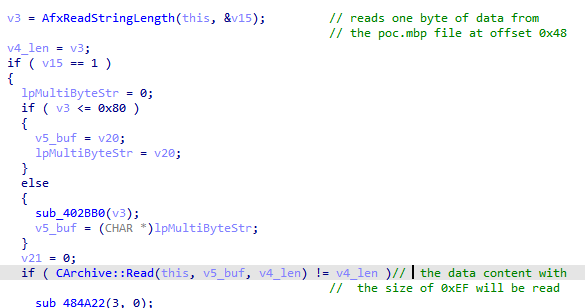 v3 = AfxReadStringLength(this, &v15); // reads one byte of data from
// the poc.mbp file at offset 0x48
v4_len = v3;
if ( v15 == 1 )
{
lpMultiByteStr = 0;
if ( v3 <= 0x80 )
{
v5_buf = v20;
lpMultiByteStr = v20;
}
else
{
sub_402BB0(v3);
v5_buf = (CHAR *)lpMultiByteStr;
}
v21 = 0;
if ( CArchive::Read(this, v5_buf, v4_len) != v4_len )// the data content with
// the size of 0xEF will be read
sub_484A22(3, 0);